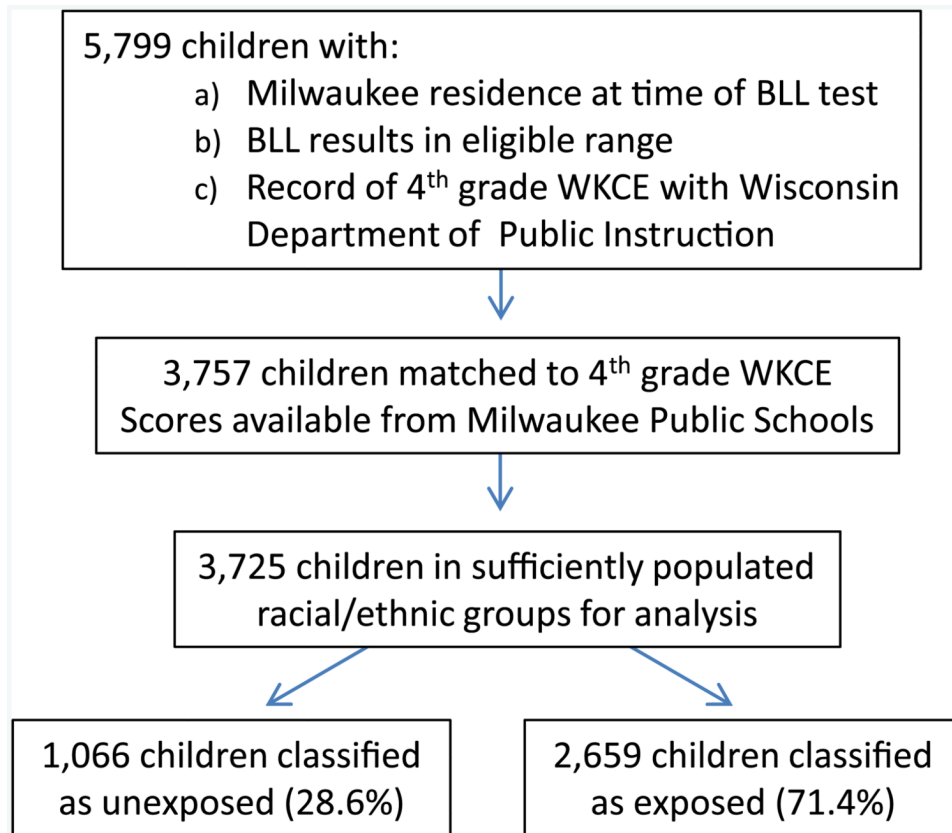 5,799 children with:
a) Milwaukee residence at time of BLL test
b) BLL results in eligible range
c) Record of 4th grade WKCE with Wisconsin
Department of Public Instruction
3,757 children matched to 4th grade WKCE
Scores available from Milwaukee Public Schools
3,725 children in sufficiently populated
racial/ethnic groups for analysis
1,066 children classified
as unexposed (28.6%)
2,659 children classified
as exposed (71.4%)